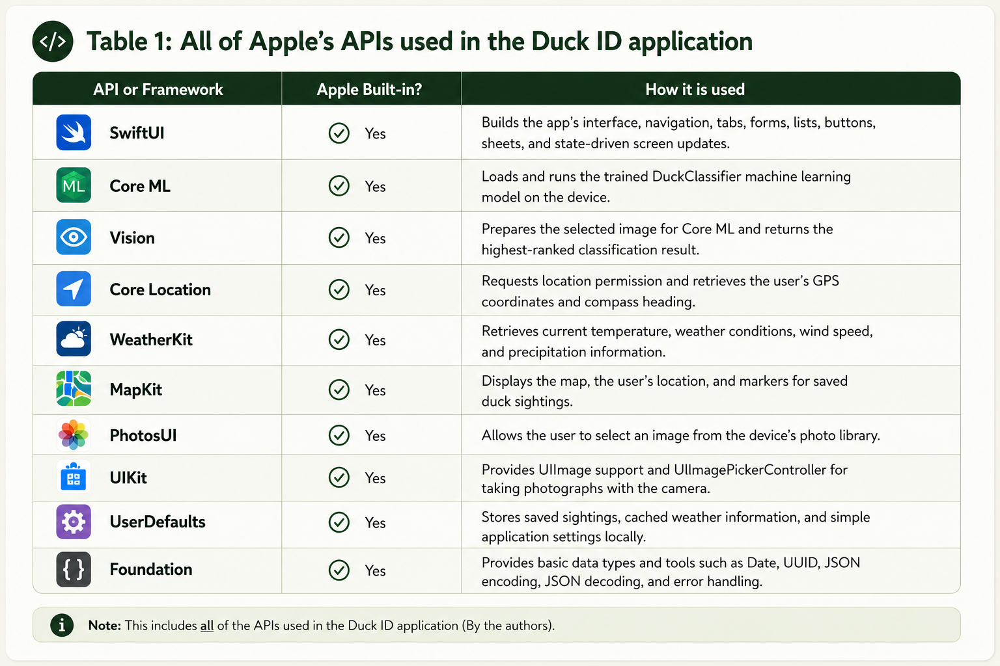 </>
Table 1: All of Apple’s APIs used in the Duck ID application
API or Framework
Apple Built-in?
How it is used
SwiftUI
Yes
Builds the app’s interface, navigation, tabs, forms, lists, buttons,
sheets, and state-driven screen updates.
ML
Core ML
Yes
Loads and runs the trained DuckClassifier machine learning
model on the device.
Vision
Yes
Prepares the selected image for Core ML and returns the
highest-ranked classification result.
Core Location
Yes
Requests location permission and retrieves the user’s GPS
coordinates and compass heading.
WeatherKit
Yes
Retrieves current temperature, weather conditions, wind speed,
and precipitation information.
MapKit
Yes
Displays the map, the user’s location, and markers for saved
duck sightings.
PhotosUI
Yes
Allows the user to select an image from the device’s photo library.
UIKit
Yes
Provides UIImage support and UIImagePickerController for
taking photographs with the camera.
UserDefaults
Yes
Stores saved sightings, cached weather information, and simple
application settings locally.
{}
Foundation
Yes
Provides basic data types and tools such as Date, UUID, JSON
encoding, JSON decoding, and error handling.
i
Note: This includes all of the APIs used in the Duck ID application (By the authors).